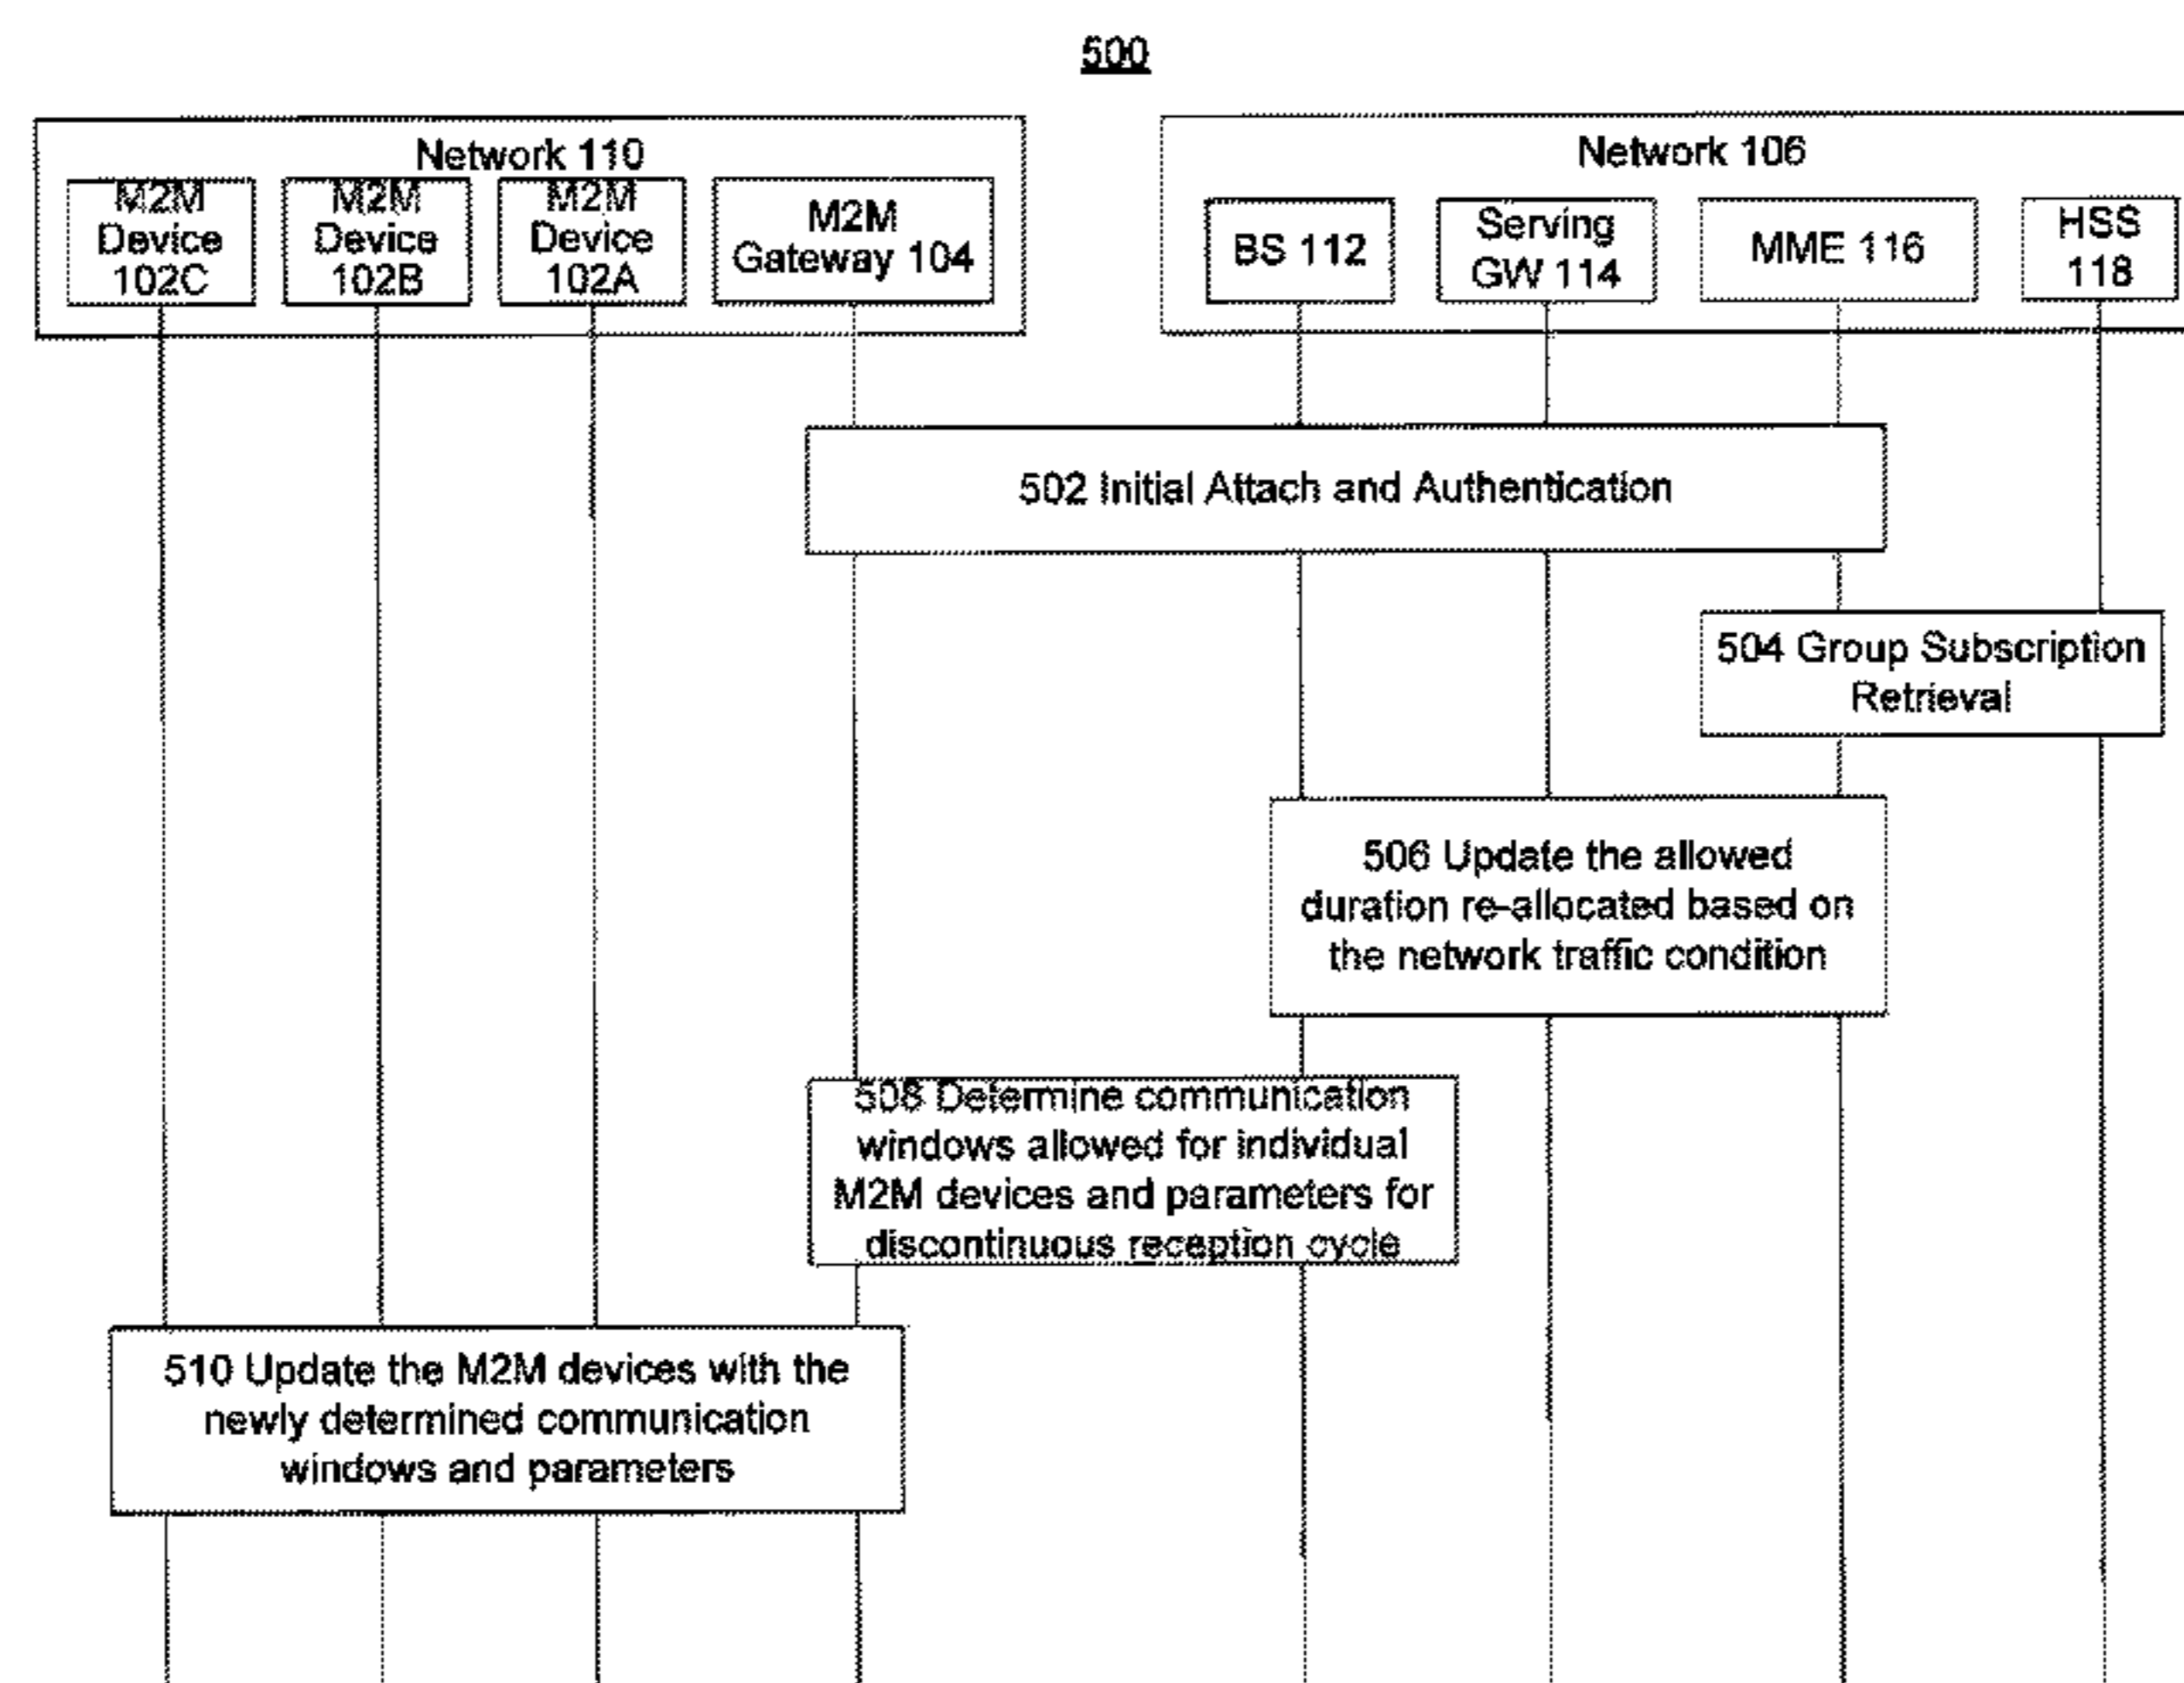 500
Network 110
M2M
Device
102C
M2M
Device
102B
M2M
Device
102A
M2M
Gateway 104
Network 106
BS 112
Serving
GW 114
MME 116
HSS
118
502 Initial Attach and Authentication
504 Group Subscription
Retrieval
506 Update the allowed
duration re-allocated based on
the network traffic condition
508 Determine communication
windows allowed for individual
M2M devices and parameters for
discontinuous reception cycle
510 Update the M2M devices with the
newly determined communication
windows and parameters